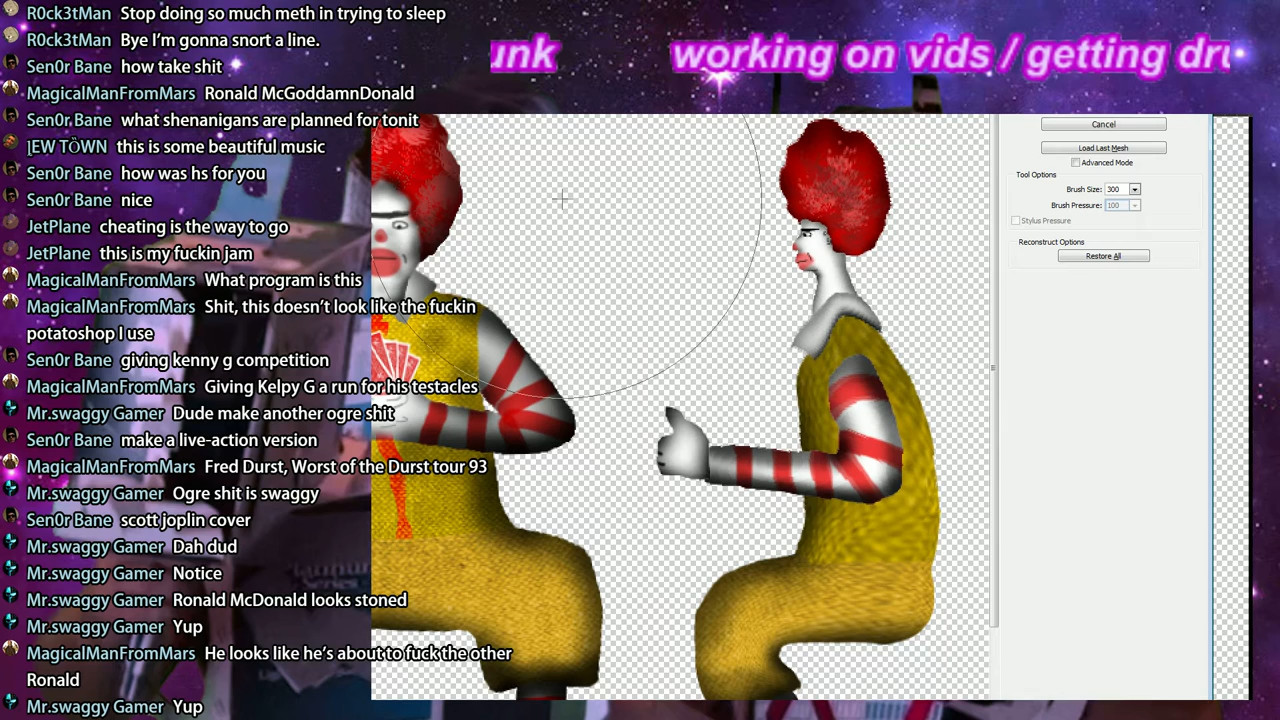 R0ck3tMan Stop doing so much meth in trying to sleep
unk working on vids / getting dru
R0ck3tMan Bye I'm gonna snort a line.
Sen0r Bane how take shit
MagicalManFromMars Ronald McGoddamnDonald
Sen0r Bane what shenanigans are planned for tonit
ĮEW TȌWN this is some beautiful music
Sen0r Bane how was hs for you
Sen0r Bane nice
JetPlane cheating is the way to go
JetPlane this is my fuckin jam
MagicalManFromMars What program is this
MagicalManFromMars Shit, this doesn't look like the fuckin
potatoshop I use
Sen0r Bane giving kenny g competition
MagicalManFromMars Giving Kelpy G a run for his testacles
Mr.swaggy Gamer Dude make another ogre shit
Sen0r Bane make a live-action version
MagicalManFromMars Fred Durst, Worst of the Durst tour 93
Mr.swaggy Gamer Ogre shit is swaggy
Sen0r Bane scott joplin cover
Mr.swaggy Gamer Dah dud
Mr.swaggy Gamer Notice
Mr.swaggy Gamer Ronald McDonald looks stoned
Mr.swaggy Gamer Yup
MagicalManFromMars He looks like he's about to fuck the other
Ronald
Mr.swaggy Gamer Yup
Cancel
Load Last Mesh
Advanced Mode
Tool Options
Brush Size: 300
Brush Pressure: 100
Stylus Pressure
Reconstruct Options
Restore All